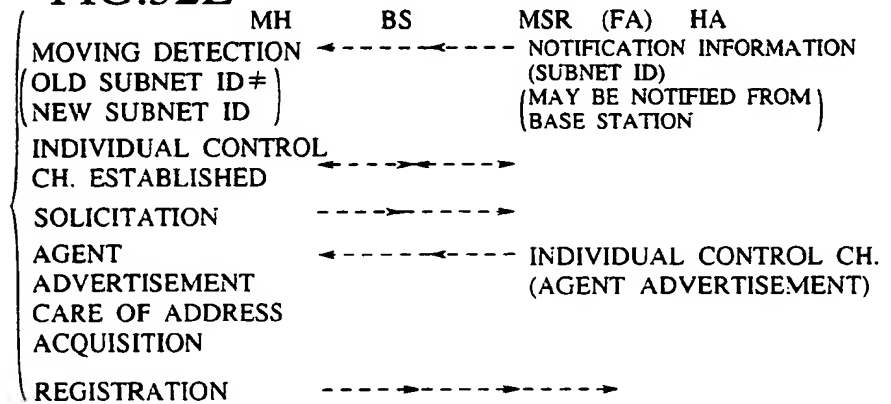 MH BS MSR (FA) HA
MOVING DETECTION NOTIFICATION INFORMATION
(OLD SUBNET ID≠ (SUBNET ID)
NEW SUBNET ID) (MAY BE NOTIFIED FROM
BASE STATION)
INDIVIDUAL CONTROL
CH. ESTABLISHED
SOLICITATION
AGENT INDIVIDUAL CONTROL CH.
ADVERTISEMENT (AGENT ADVERTISEMENT)
CARE OF ADDRESS
ACQUISITION
REGISTRATION